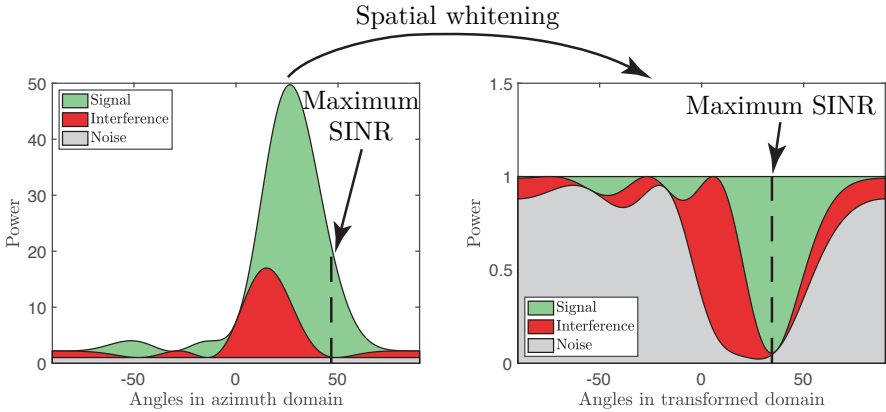 Spatial whitening
50
40
30
20
10
0
Power
Signal
Interference
Noise
Maximum
SINR
-50
0
50
Angles in azimuth domain
1.5
1
0.5
0
Power
Maximum SINR
Signal
Interference
Noise
-50
0
50
Angles in transformed domain